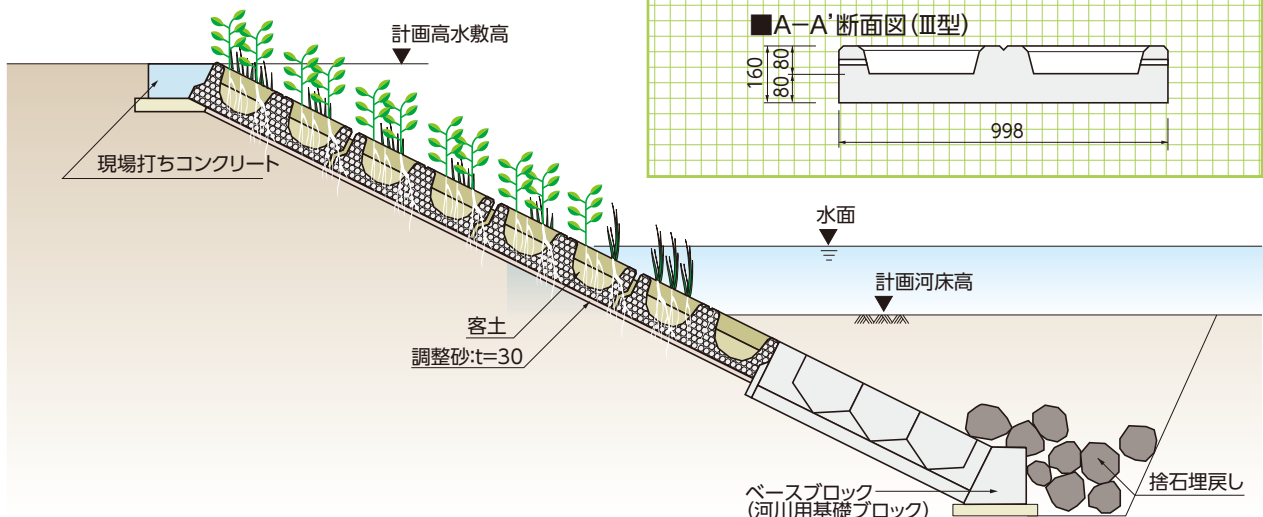 計画高水敷高
■A−A'断面図(Ⅲ型)
160
80
80
998
現場打ちコンクリート
水面
計画河床高
客土
調整砂:t=30
捨石埋戻し
ベースブロック
(河川用基礎ブロック)